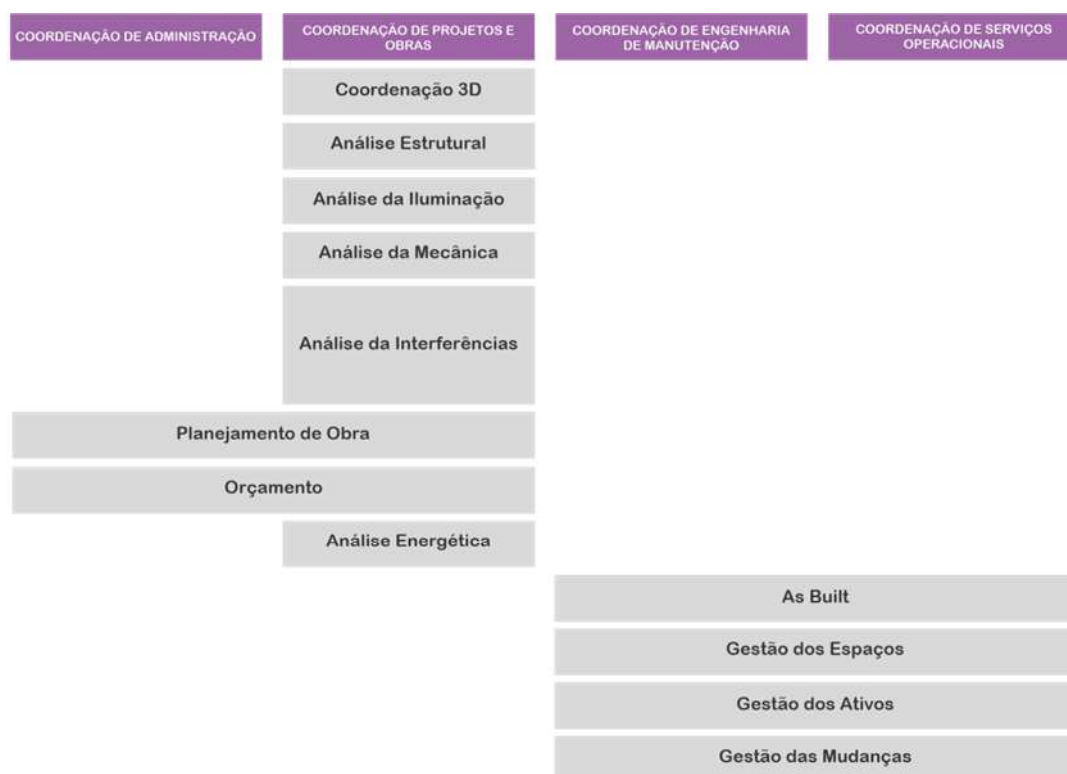 COORDENAÇÃO DE ADMINISTRAÇÃO
COORDENAÇÃO DE PROJETOS E
OBRAS
COORDENAÇÃO DE ENGENHARIA
DE MANUTENÇÃO
COORDENAÇÃO DE SERVIÇOS
OPERACIONAIS
Coordenação 3D
Análise Estrutural
Análise da Iluminação
Análise da Mecânica
Análise da Interferências
Planejamento de Obra
Orçamento
Análise Energética
As Built
Gestão dos Espaços
Gestão dos Ativos
Gestão das Mudanças